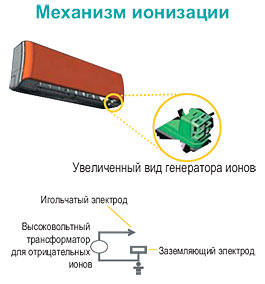 Механизм ионизации
Увеличенный вид генератора ионов
Игольчатый электрод
Высоковольтный
трансформатор
для отрицательных
ионов
Заземляющий электрод